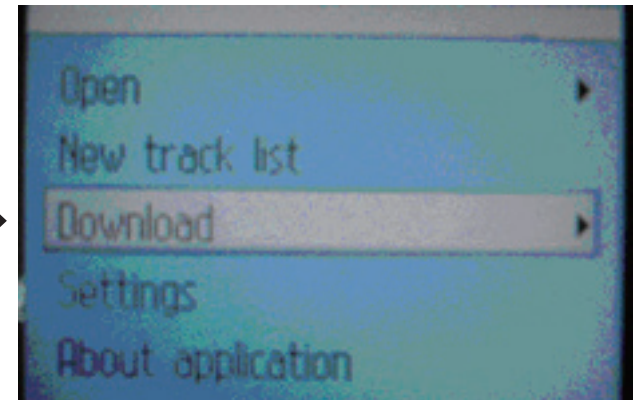 Open
New track list
Download
Settings
About application